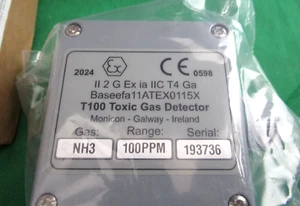 2024 Ex CE 0598
II 2 G Ex ia IIC T4 Ga
Baseefa11ATEX0115X
T100 Toxic Gas Detector
Monicon - Galway - Ireland
Gas: Range: Serial:
NH3 100PPM 193736